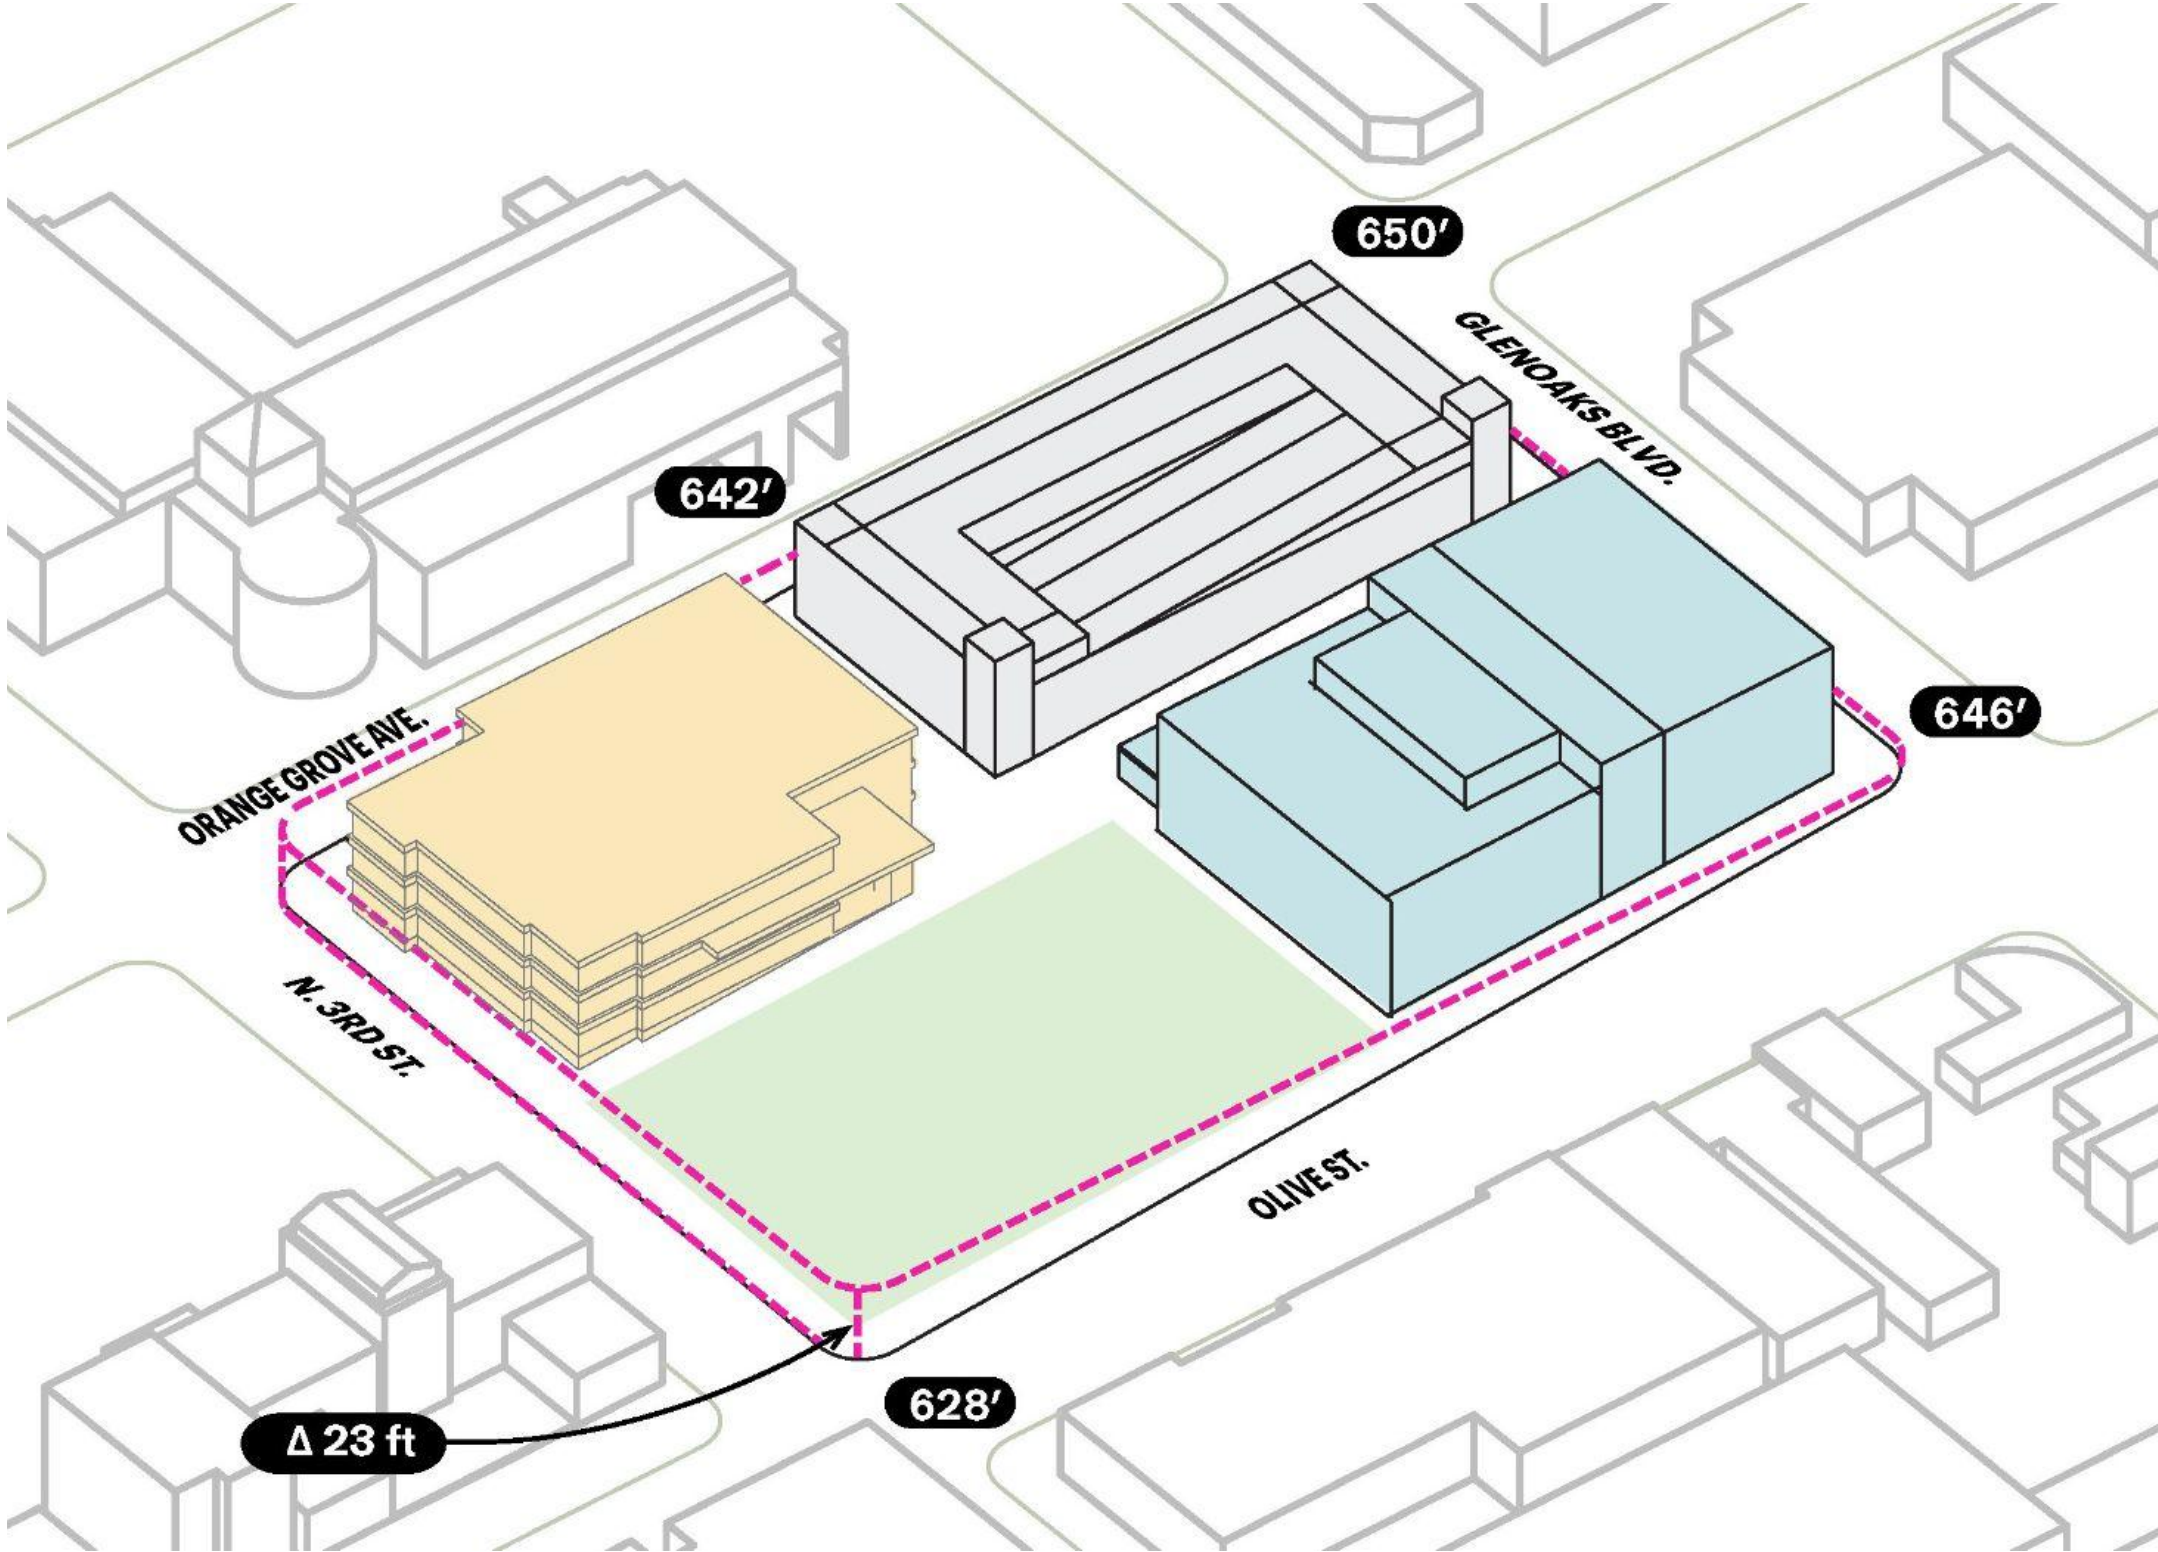 650′
GLENOAKS BLVD.
642′
646′
ORANGE GROVE AVE.
N. 3RD ST.
OLIVE ST.
628′
Δ 23 ft